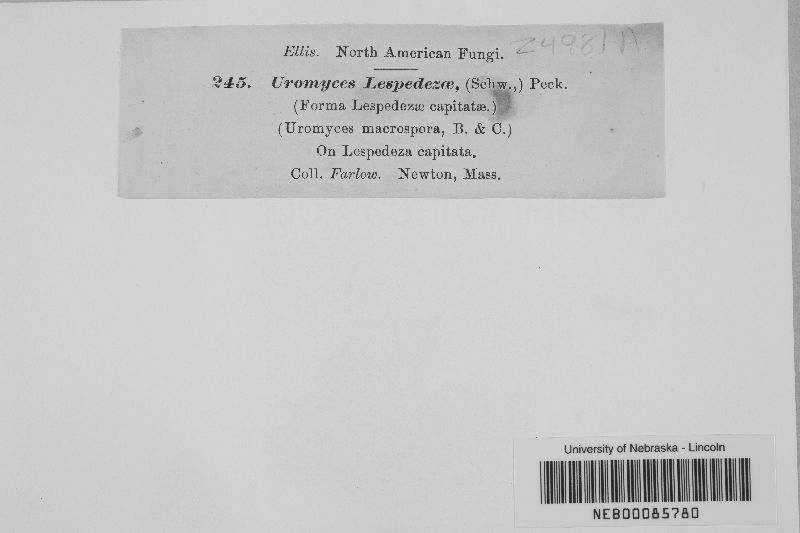 Ellis. North American Fungi. 24981 A
245. Uromyces Lespedezæ, (Schw.,) Peck.
(Forma Lespedezæ capitatæ.)
(Uromyces macrospora, B. & C.)
On Lespedeza capitata.
Coll. Farlow. Newton, Mass.
University of Nebraska - Lincoln
NEB00085780